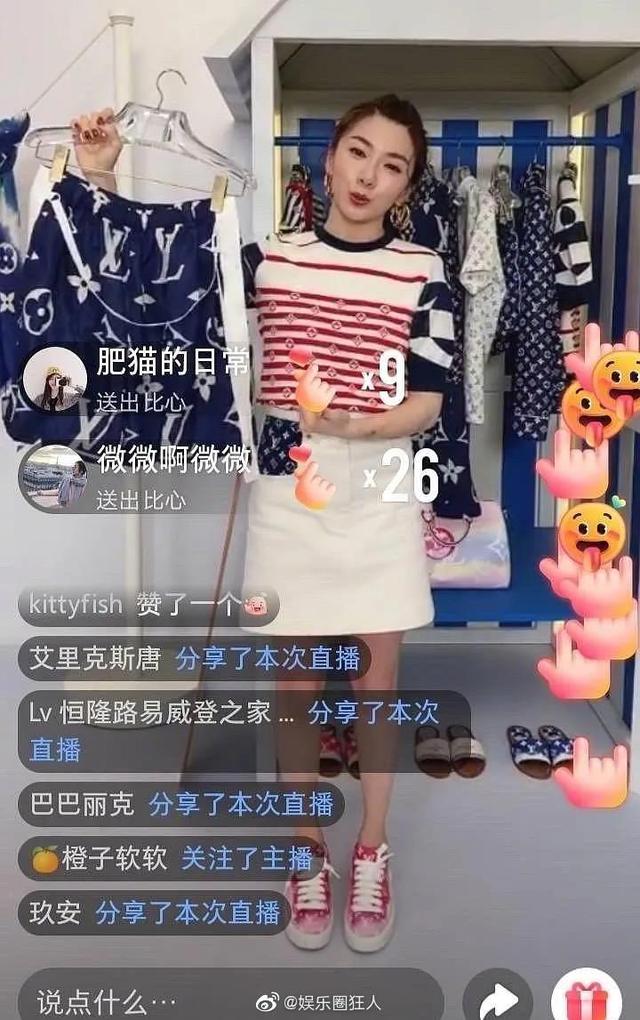 肥猫的日常
送出比心
×9
微微啊微微
送出比心
×26
kittyfish 赞了一个
艾里克斯唐 分享了本次直播
Lv 恒隆路易威登之家 ... 分享了本次
直播
巴巴丽克 分享了本次直播
橙子软软 关注了主播
玖安 分享了本次直播
说点什么…
@娱乐圈狂人